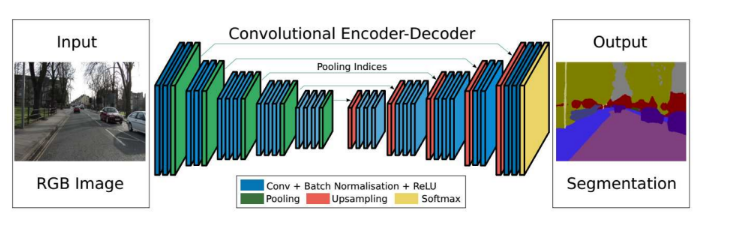 Convolutional Encoder-Decoder
Input
Output
Pooling Indices
RGB Image
Segmentation
Conv + Batch Normalisation + ReLU
Pooling
Upsampling
Softmax